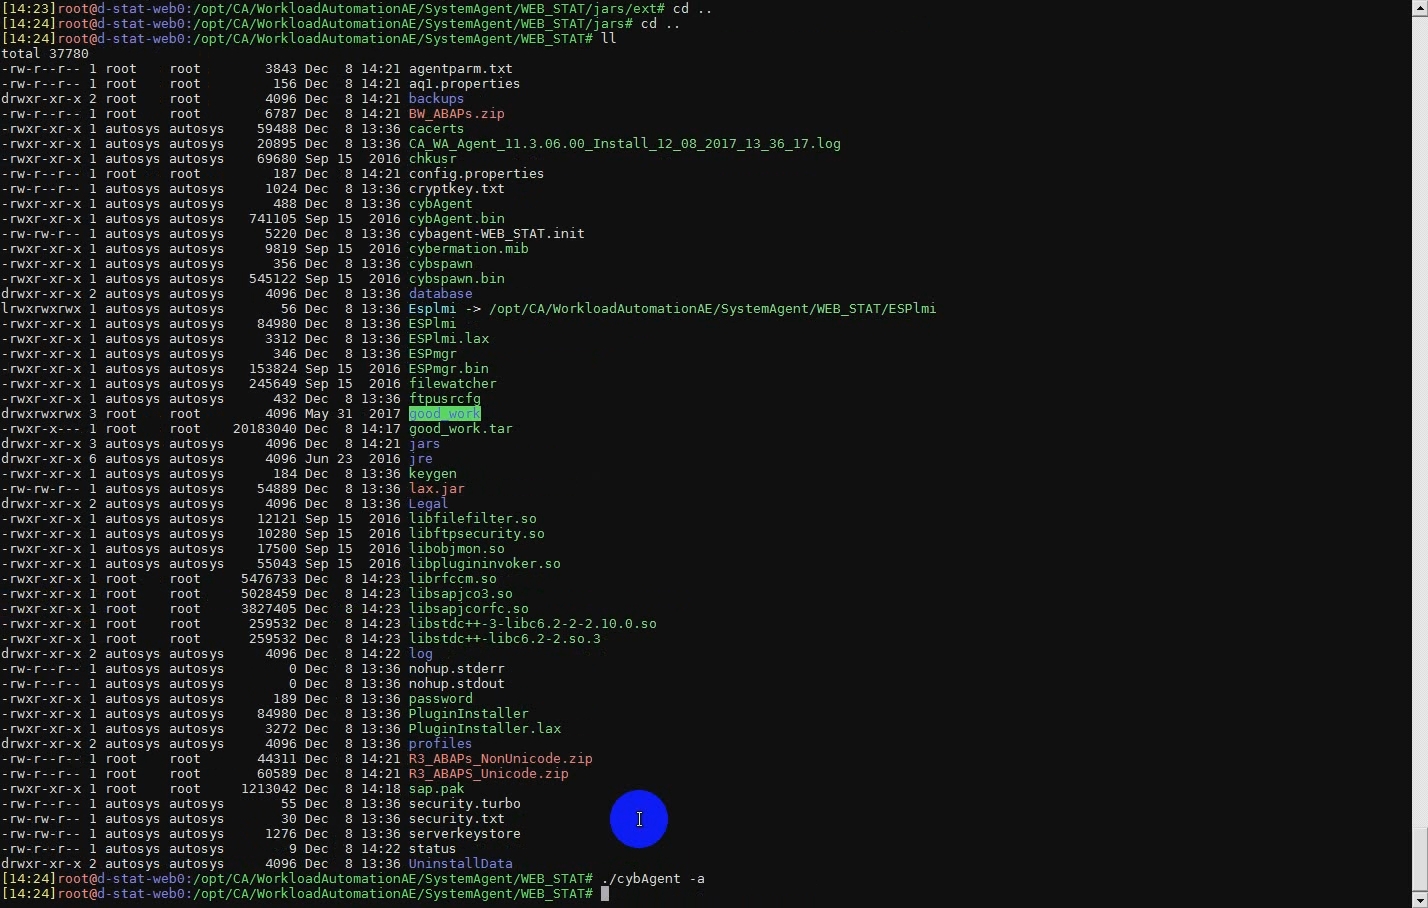 [14:23]root@d-stat-web0:/opt/CA/WorkloadAutomationAE/SystemAgent/WEB_STAT/jars/ext# cd ..
[14:24]root@d-stat-web0:/opt/CA/WorkloadAutomationAE/SystemAgent/WEB_STAT/jars# cd ..
[14:24]root@d-stat-web0:/opt/CA/WorkloadAutomationAE/SystemAgent/WEB_STAT# ll
total 37780
-rw-r--r-- 1 root    root        3843 Dec  8 14:21 agentparm.txt
-rw-r--r-- 1 root    root         156 Dec  8 14:21 aq1.properties
drwxr-xr-x 2 root    root        4096 Dec  8 14:21 backups
-rw-r--r-- 1 root    root        6787 Dec  8 14:21 BW_ABAPs.zip
-rwxr-xr-x 1 autosys autosys    59488 Dec  8 13:36 cacerts
-rwxr-xr-x 1 autosys autosys    20895 Dec  8 13:36 CA_WA_Agent_11.3.06.00_Install_12_08_2017_13_36_17.log
-rwxr-xr-x 1 autosys autosys    69680 Sep 15  2016 chkusr
-rw-r--r-- 1 root    root         187 Dec  8 14:21 config.properties
-rw-r--r-- 1 autosys autosys     1024 Dec  8 13:36 cryptkey.txt
-rwxr-xr-x 1 autosys autosys      488 Dec  8 13:36 cybAgent
-rwxr-xr-x 1 autosys autosys   741105 Sep 15  2016 cybAgent.bin
-rw-rw-r-- 1 autosys autosys     5220 Dec  8 13:36 cybagent-WEB_STAT.init
-rwxr-xr-x 1 autosys autosys     9819 Sep 15  2016 cybermation.mib
-rwxr-xr-x 1 autosys autosys      356 Dec  8 13:36 cybspawn
-rwxr-xr-x 1 autosys autosys   545122 Sep 15  2016 cybspawn.bin
drwxr-xr-x 2 autosys autosys     4096 Dec  8 13:36 database
lrwxrwxrwx 1 autosys autosys       56 Dec  8 13:36 Esplmi -> /opt/CA/WorkloadAutomationAE/SystemAgent/WEB_STAT/ESPlmi
-rwxr-xr-x 1 autosys autosys    84980 Dec  8 13:36 ESPlmi
-rwxr-xr-x 1 autosys autosys     3312 Dec  8 13:36 ESPlmi.lax
-rwxr-xr-x 1 autosys autosys      346 Dec  8 13:36 ESPmgr
-rwxr-xr-x 1 autosys autosys   153824 Sep 15  2016 ESPmgr.bin
-rwxr-xr-x 1 autosys autosys   245649 Sep 15  2016 filewatcher
-rwxr-xr-x 1 autosys autosys      432 Dec  8 13:36 ftpusrcfg
drwxrwxrwx 3 root    root        4096 May 31  2017 good_work
-rwxr-x--- 1 root    root    20183040 Dec  8 14:17 good_work.tar
drwxr-xr-x 3 autosys autosys     4096 Dec  8 14:21 jars
drwxr-xr-x 6 autosys autosys     4096 Jun 23  2016 jre
-rwxr-xr-x 1 autosys autosys      184 Dec  8 13:36 keygen
-rw-rw-r-- 1 autosys autosys    54889 Dec  8 13:36 lax.jar
drwxr-xr-x 2 autosys autosys     4096 Dec  8 13:36 Legal
-rwxr-xr-x 1 autosys autosys    12121 Sep 15  2016 libfilefilter.so
-rwxr-xr-x 1 autosys autosys    10280 Sep 15  2016 libftpsecurity.so
-rwxr-xr-x 1 autosys autosys    17500 Sep 15  2016 libobjmon.so
-rwxr-xr-x 1 autosys autosys    55043 Sep 15  2016 libplugininvoker.so
-rwxr-xr-x 1 root    root     5476733 Dec  8 14:23 librfccm.so
-rwxr-xr-x 1 root    root     5028459 Dec  8 14:23 libsapjco3.so
-rwxr-xr-x 1 root    root     3827405 Dec  8 14:23 libsapjcorfc.so
-rwxr-xr-x 1 root    root      259532 Dec  8 14:23 libstdc++-3-libc6.2-2-2.10.0.so
-rwxr-xr-x 1 root    root      259532 Dec  8 14:23 libstdc++-libc6.2-2.so.3
drwxr-xr-x 2 autosys autosys     4096 Dec  8 14:22 log
-rw-r--r-- 1 autosys autosys        0 Dec  8 13:36 nohup.stderr
-rw-r--r-- 1 autosys autosys        0 Dec  8 13:36 nohup.stdout
-rwxr-xr-x 1 autosys autosys      189 Dec  8 13:36 password
-rwxr-xr-x 1 autosys autosys    84980 Dec  8 13:36 PluginInstaller
-rwxr-xr-x 1 autosys autosys     3272 Dec  8 13:36 PluginInstaller.lax
drwxr-xr-x 2 autosys autosys     4096 Dec  8 13:36 profiles
-rw-r--r-- 1 root    root       44311 Dec  8 14:21 R3_ABAPs_NonUnicode.zip
-rw-r--r-- 1 root    root       60589 Dec  8 14:21 R3_ABAPS_Unicode.zip
-rwxr-xr-x 1 root    root     1213042 Dec  8 14:18 sap.pak
-rw-r--r-- 1 autosys autosys       55 Dec  8 13:36 security.turbo
-rw-rw-r-- 1 autosys autosys       30 Dec  8 13:36 security.txt
-rw-rw-r-- 1 autosys autosys     1276 Dec  8 13:36 serverkeystore
-rw-r--r-- 1 autosys autosys        9 Dec  8 14:22 status
drwxr-xr-x 2 autosys autosys     4096 Dec  8 13:36 UninstallData
[14:24]root@d-stat-web0:/opt/CA/WorkloadAutomationAE/SystemAgent/WEB_STAT# ./cybAgent -a
[14:24]root@d-stat-web0:/opt/CA/WorkloadAutomationAE/SystemAgent/WEB_STAT#